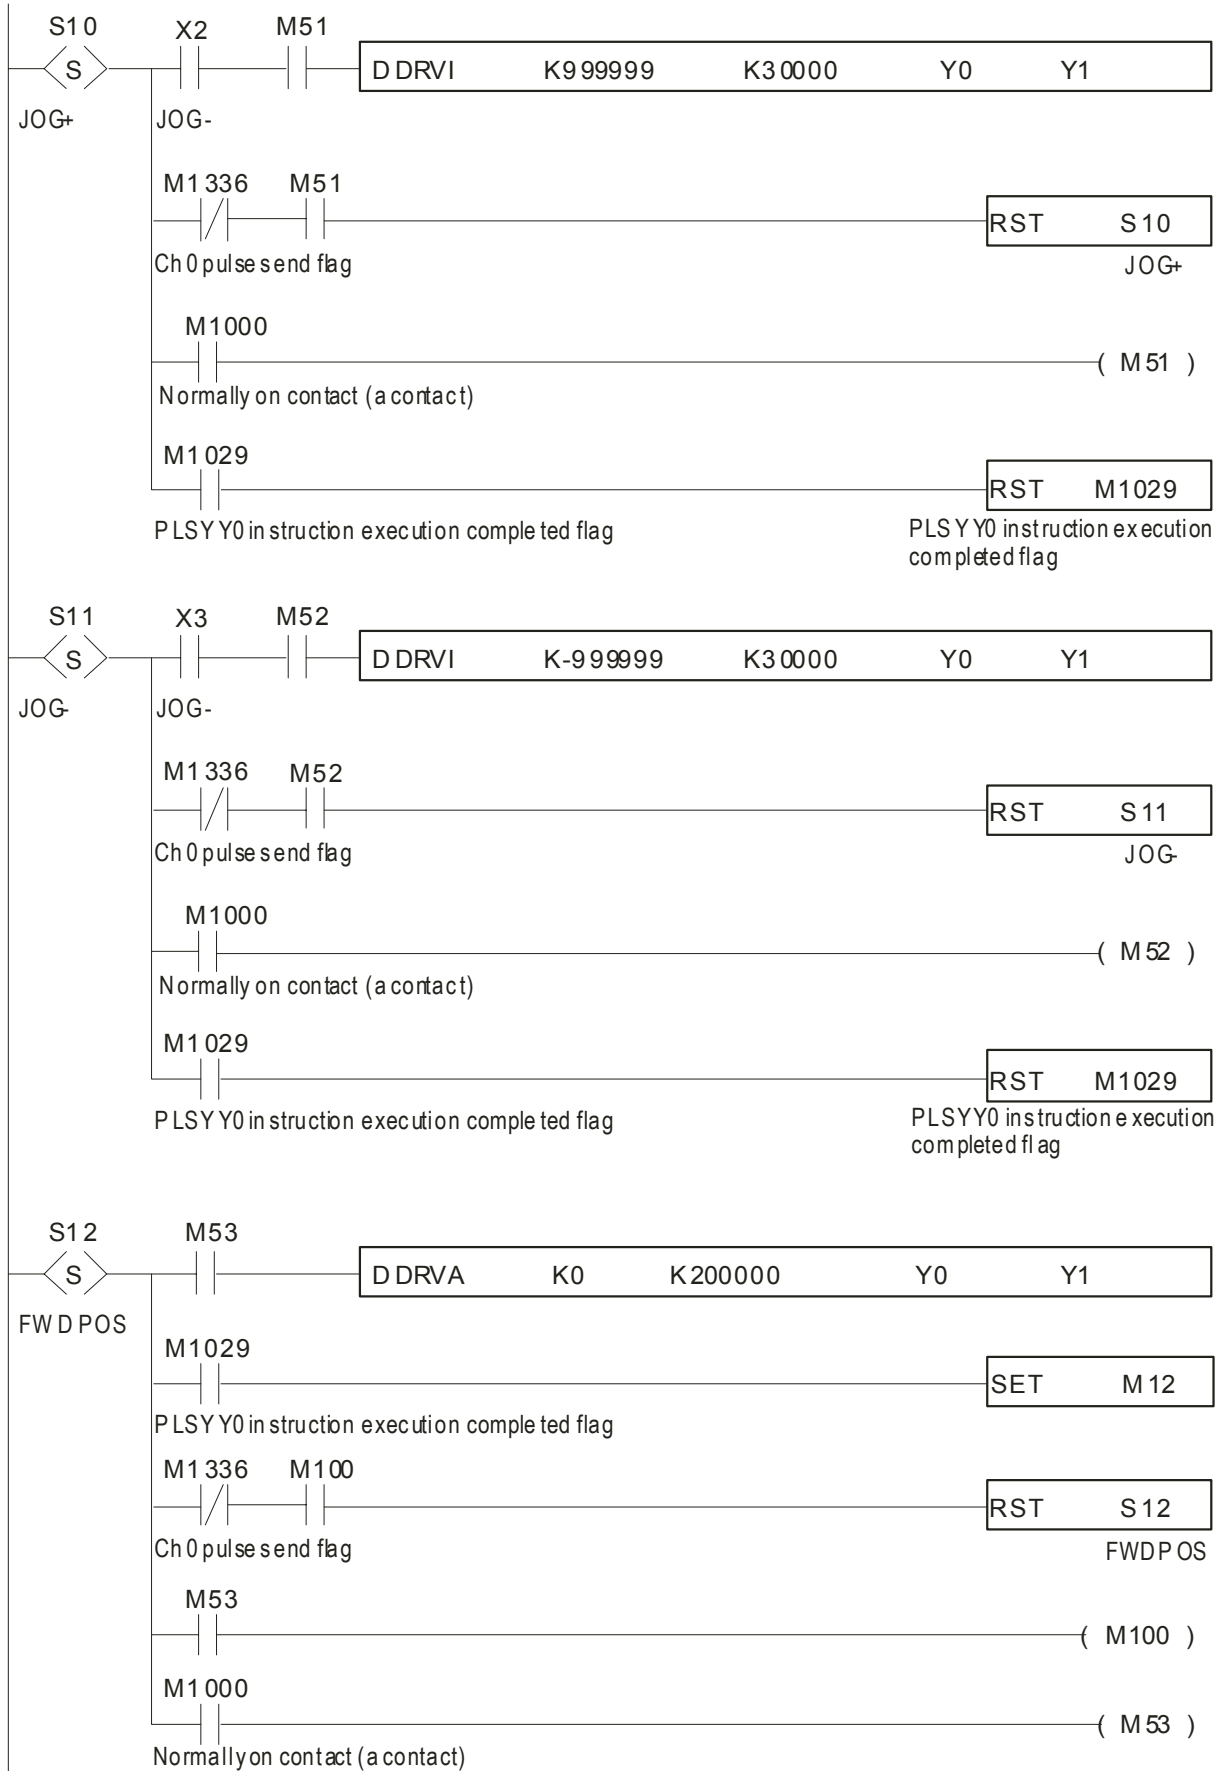 S10 X2 M51
S DDRVI K999999 K30000 Y0 Y1
JOG+ JOG-
M1336 M51
RST S10
Ch0 pulse send flag JOG+
M1000
( M51 )
Normally on contact (a contact)
M1029
RST M1029
PLSY Y0 instruction execution completed flag PLSY Y0 instruction execution
completed flag
S11 X3 M52
S DDRVI K-999999 K30000 Y0 Y1
JOG- JOG-
M1336 M52
RST S11
Ch0 pulse send flag JOG-
M1000
( M52 )
Normally on contact (a contact)
M1029
RST M1029
PLSY Y0 instruction execution completed flag PLSY Y0 instruction execution
completed flag
S12 M53
S DDRVA K0 K200000 Y0 Y1
FWD POS
M1029
SET M12
PLSY Y0 instruction execution completed flag
M1336 M100
RST S12
Ch0 pulse send flag FWDPOS
M53
( M100 )
M1000
( M53 )
Normally on contact (a contact)